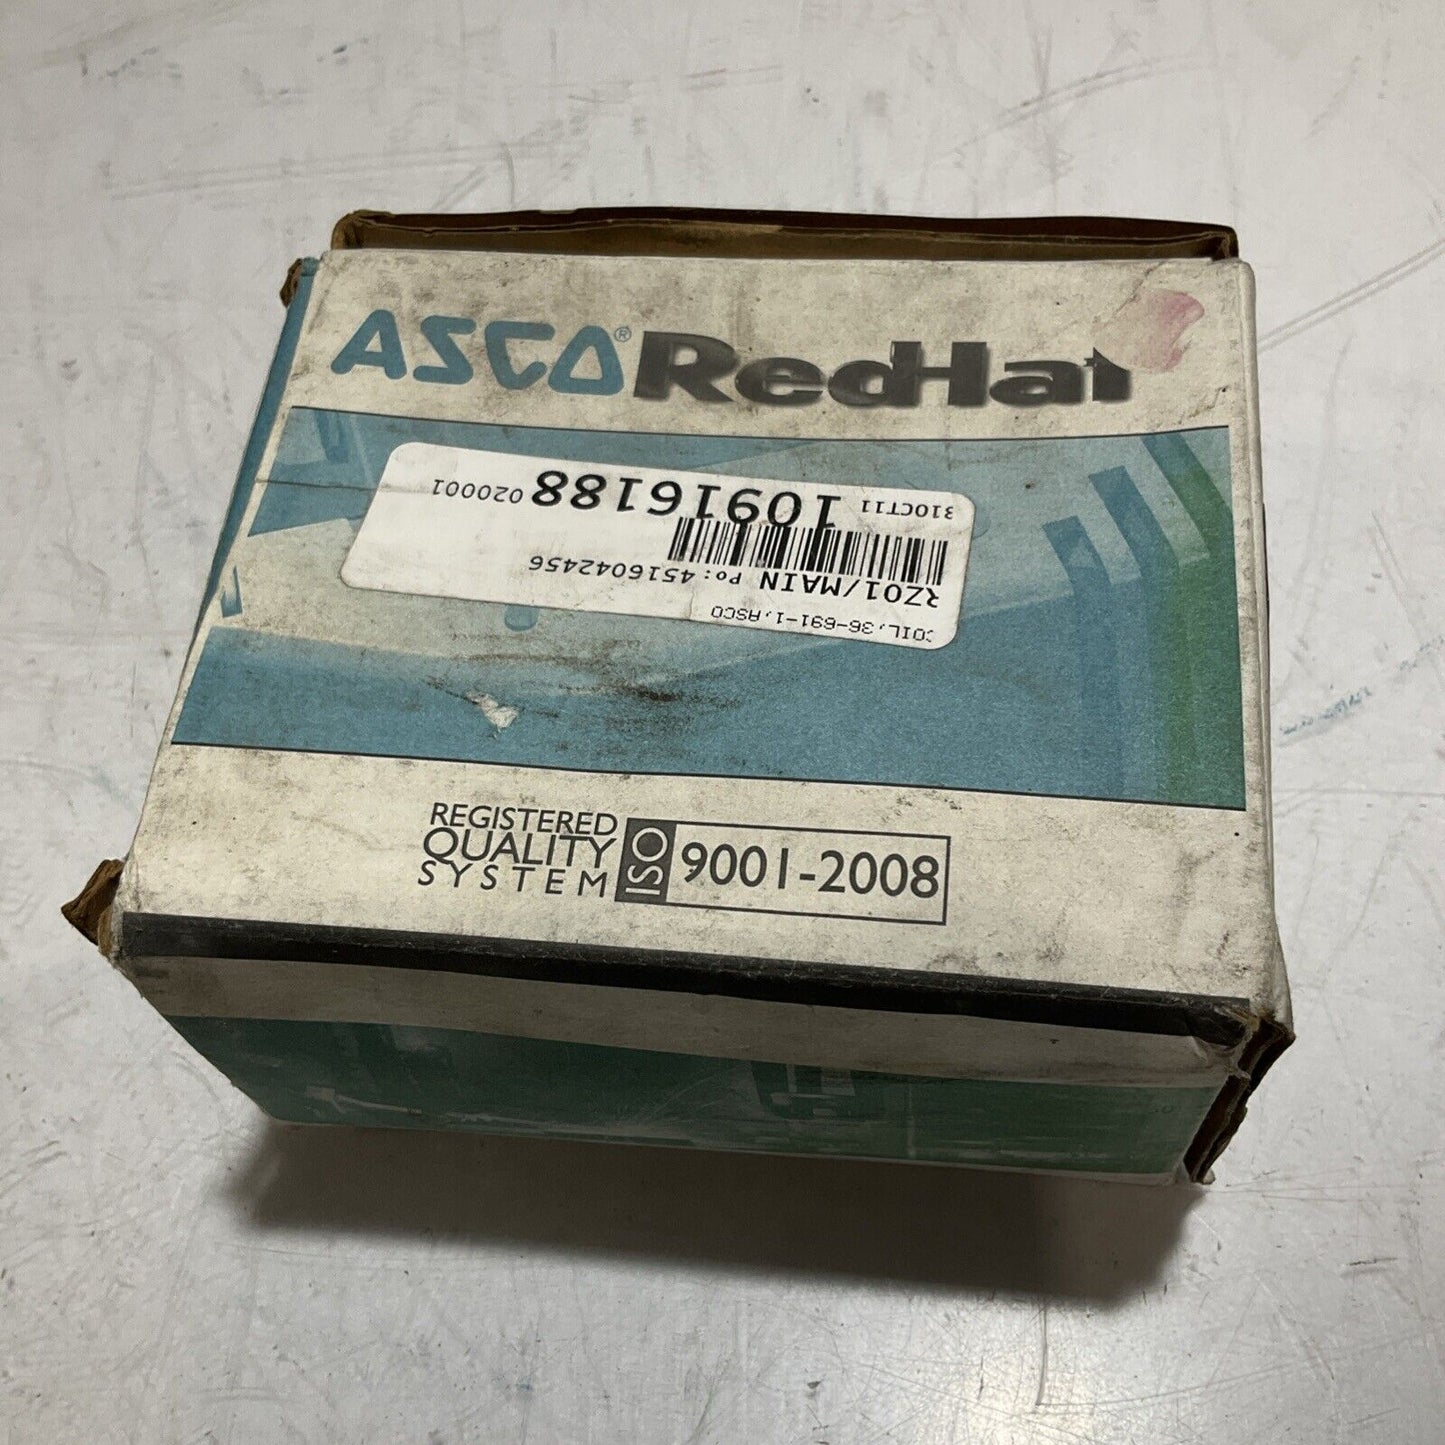 ASCO® RedHat
COIL,36-691-1,ASCO
RZ01/MAIN Po: 4516042456
31OCT11 10916188 020001
REGISTERED
QUALITY
SYSTEM
ISO 9001-2008